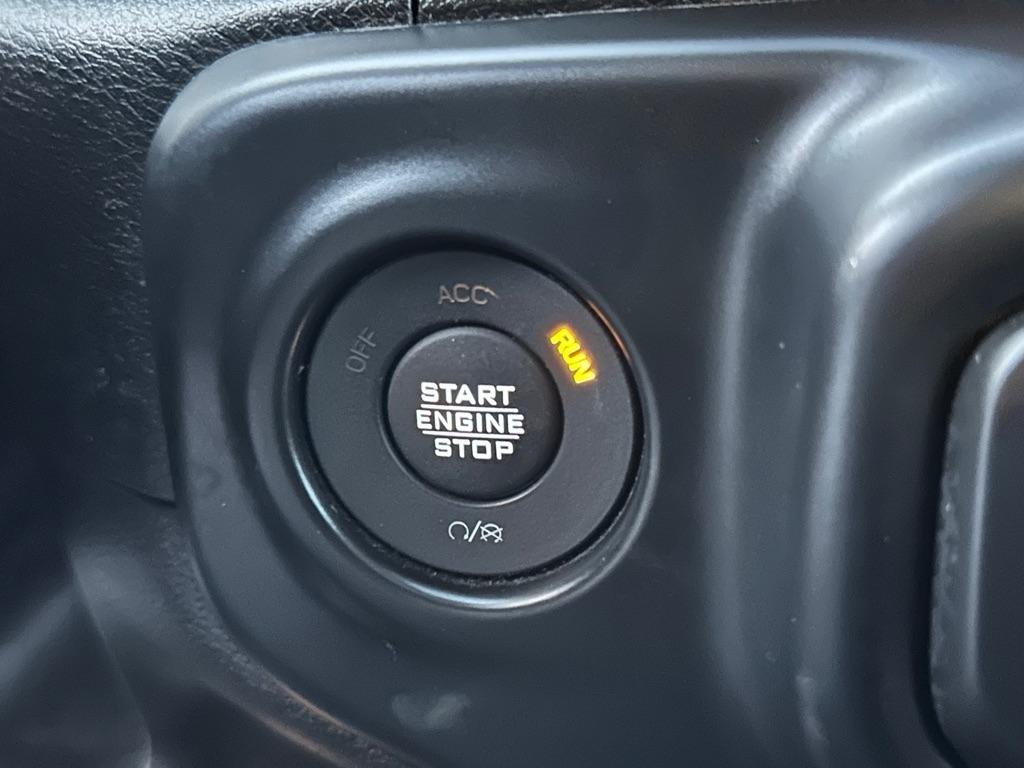 ACC
OFF
RUN
START
ENGINE
STOP
/